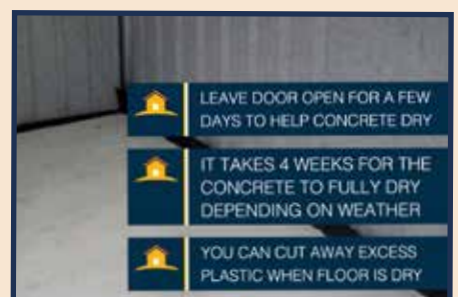 LEAVE DOOR OPEN FOR A FEW
DAYS TO HELP CONCRETE DRY
IT TAKES 4 WEEKS FOR THE
CONCRETE TO FULLY DRY
DEPENDING ON WEATHER
YOU CAN CUT AWAY EXCESS
PLASTIC WHEN FLOOR IS DRY